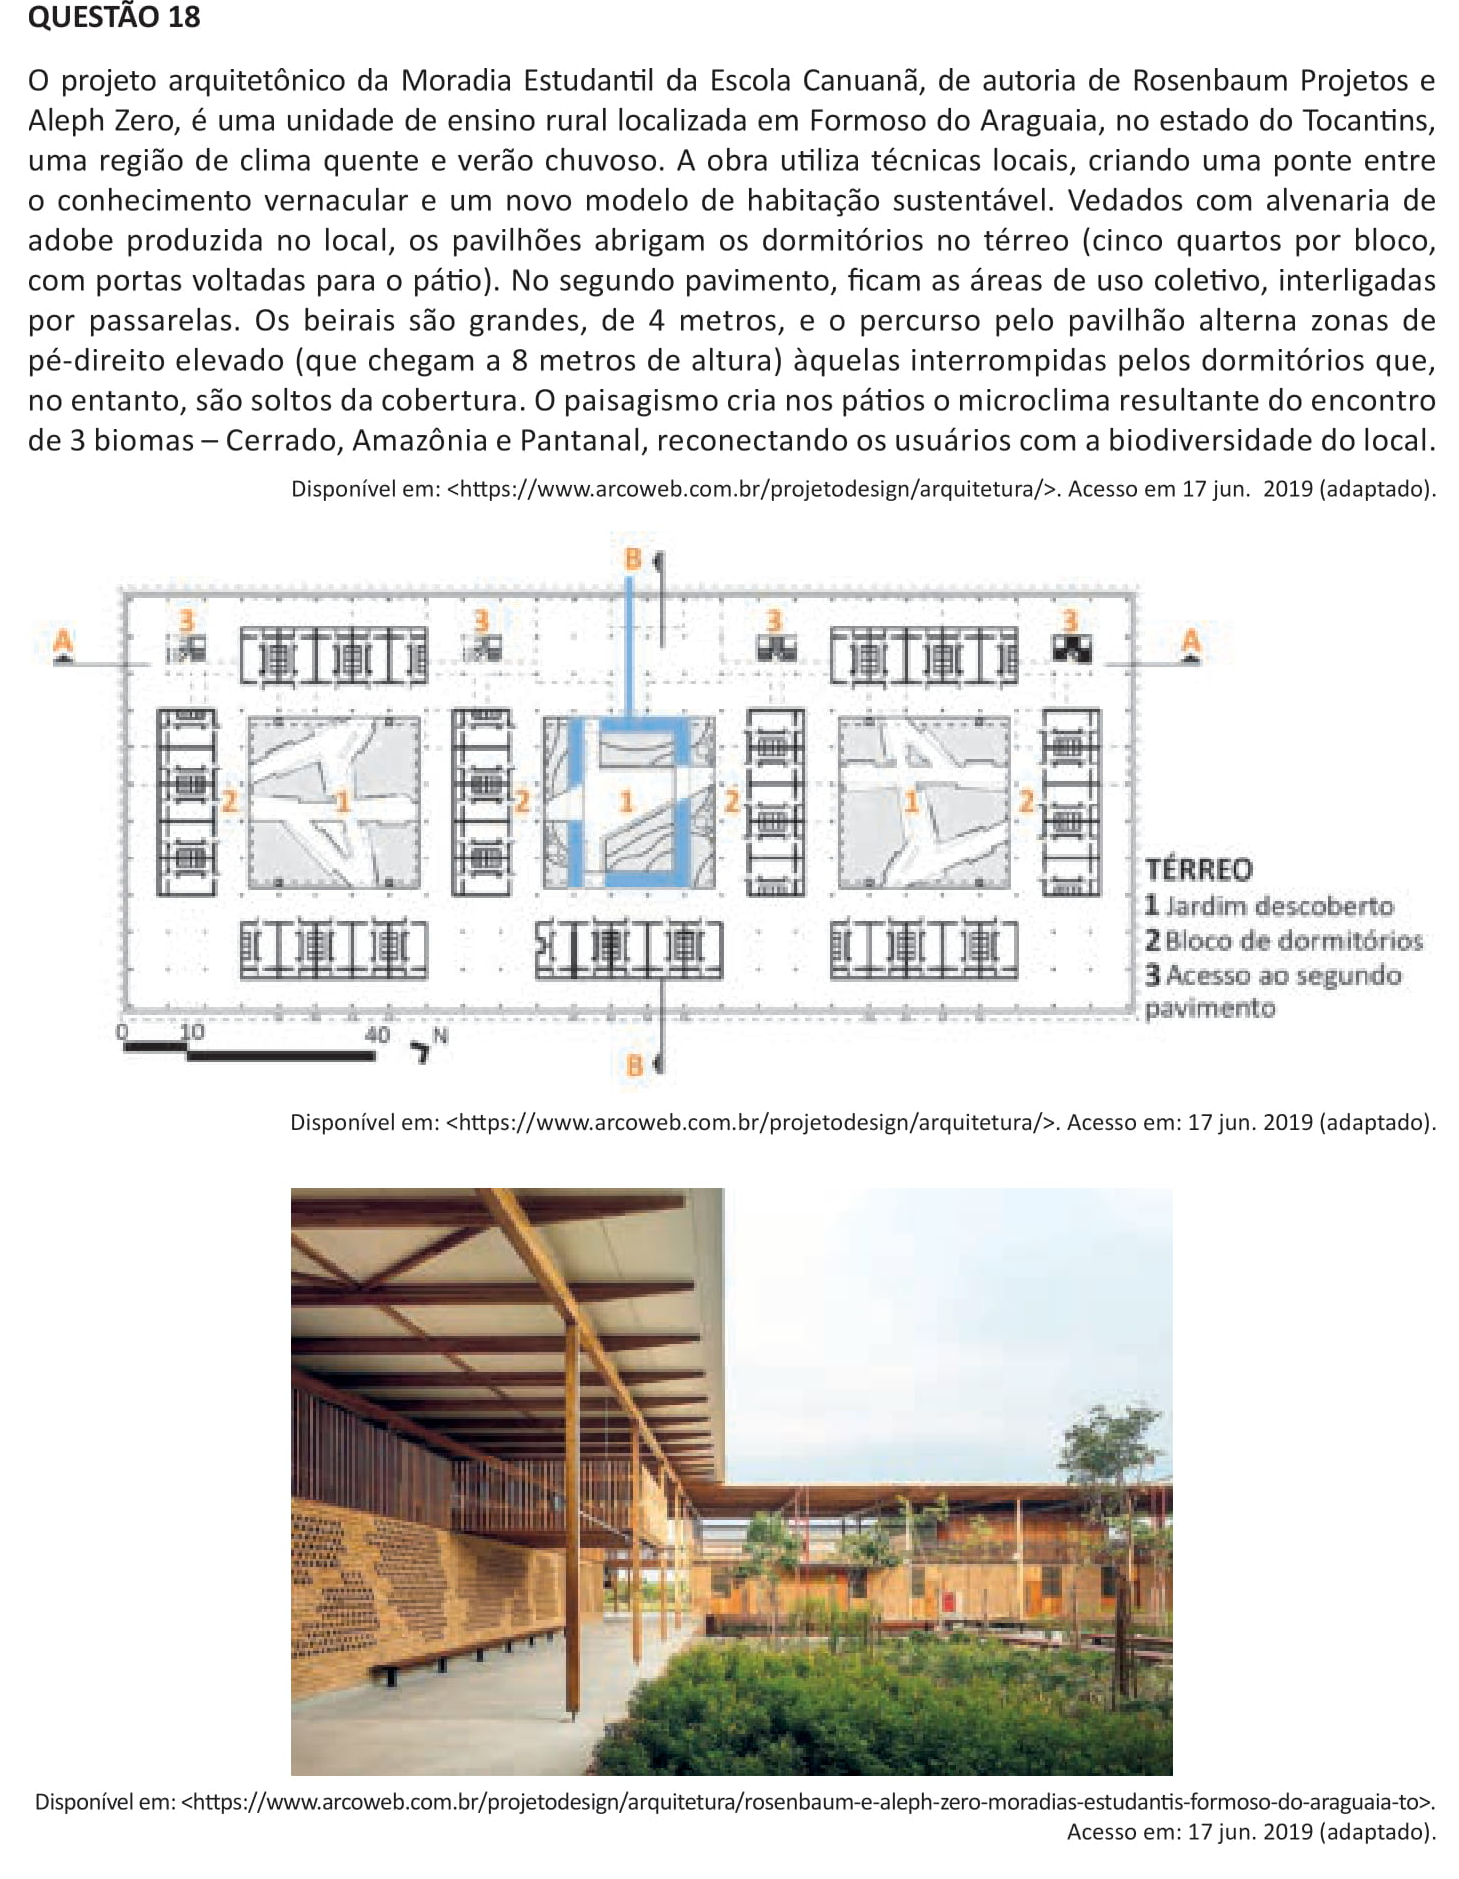 QUESTÃO 18
O projeto arquitetônico da Moradia Estudantil da Escola Canuanã, de autoria de Rosenbaum Projetos e
Aleph Zero, é uma unidade de ensino rural localizada em Formoso do Araguaia, no estado do Tocantins,
uma região de clima quente e verão chuvoso. A obra utiliza técnicas locais, criando uma ponte entre
o conhecimento vernacular e um novo modelo de habitação sustentável. Vedados com alvenaria de
adobe produzida no local, os pavilhões abrigam os dormitórios no térreo (cinco quartos por bloco,
com portas voltadas para o pátio). No segundo pavimento, ficam as áreas de uso coletivo, interligadas
por passarelas. Os beirais são grandes, de 4 metros, e o percurso pelo pavilhão alterna zonas de
pé-direito elevado (que chegam a 8 metros de altura) àquelas interrompidas pelos dormitórios que,
no entanto, são soltos da cobertura. O paisagismo cria nos pátios o microclima resultante do encontro
de 3 biomas – Cerrado, Amazônia e Pantanal, reconectando os usuários com a biodiversidade do local.
Disponível em: <https://www.arcoweb.com.br/projetodesign/arquitetura/>. Acesso em 17 jun. 2019 (adaptado).
B
3 3 3 3
A A
2 1 2 1 2 1 2
TÉRREO
1 Jardim descoberto
2 Bloco de dormitórios
3 Acesso ao segundo
pavimento
0 10 40 N
B
Disponível em: <https://www.arcoweb.com.br/projetodesign/arquitetura/>. Acesso em: 17 jun. 2019 (adaptado).
Disponível em: <https://www.arcoweb.com.br/projetodesign/arquitetura/rosenbaum-e-aleph-zero-moradias-estudantis-formoso-do-araguaia-to>.
Acesso em: 17 jun. 2019 (adaptado).